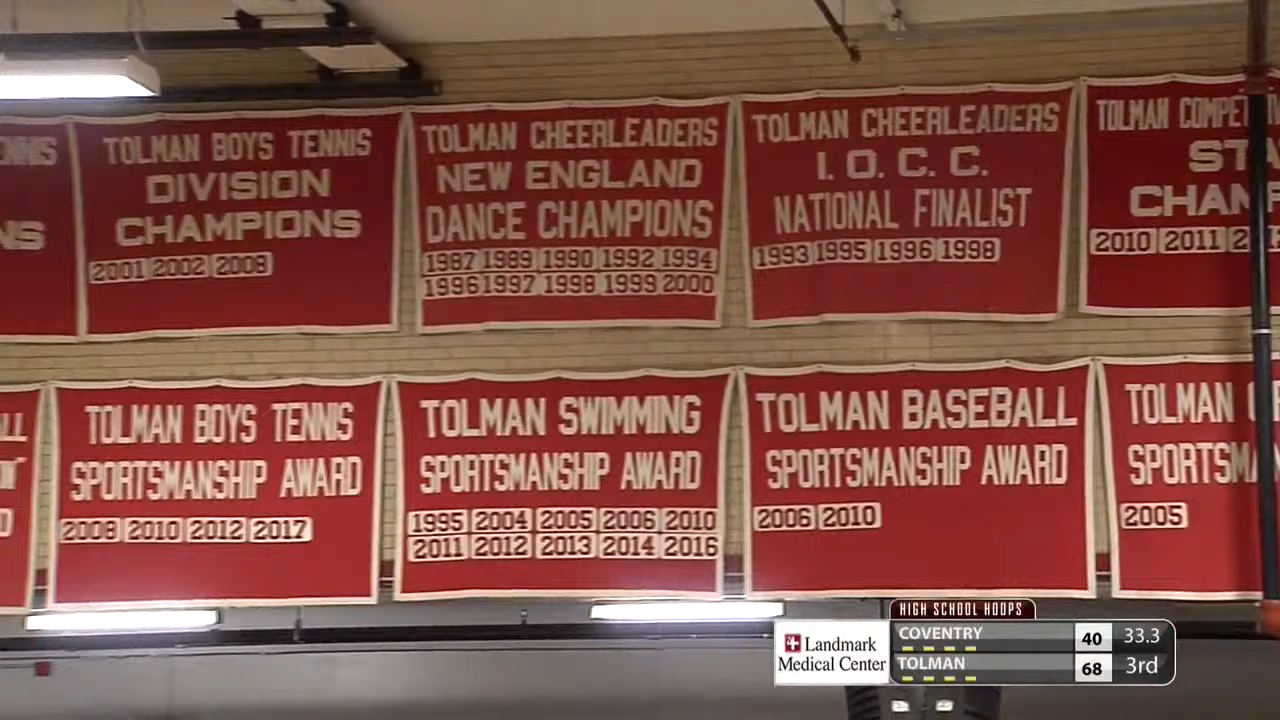 TOLMAN BOYS TENNIS
DIVISION
CHAMPIONS
2001 2002 2008
TOLMAN CHEERLEADERS
NEW ENGLAND
DANCE CHAMPIONS
1987 1989 1990 1992 1994
1996 1997 1998 1999 2000
TOLMAN CHEERLEADERS
I. O. C. C.
NATIONAL FINALIST
1993 1995 1996 1998
TOLMAN
2010 2011
TOLMAN BOYS TENNIS
SPORTSMANSHIP AWARD
2008 2010 2012 2017
TOLMAN SWIMMING
SPORTSMANSHIP AWARD
1995 2004 2005 2006 2010
2011 2012 2013 2014 2016
TOLMAN BASEBALL
SPORTSMANSHIP AWARD
2006 2010
TOLMAN
2005
HIGH SCHOOL HOOPS
Landmark
Medical Center
COVENTRY 40 33.3
TOLMAN 68 3rd